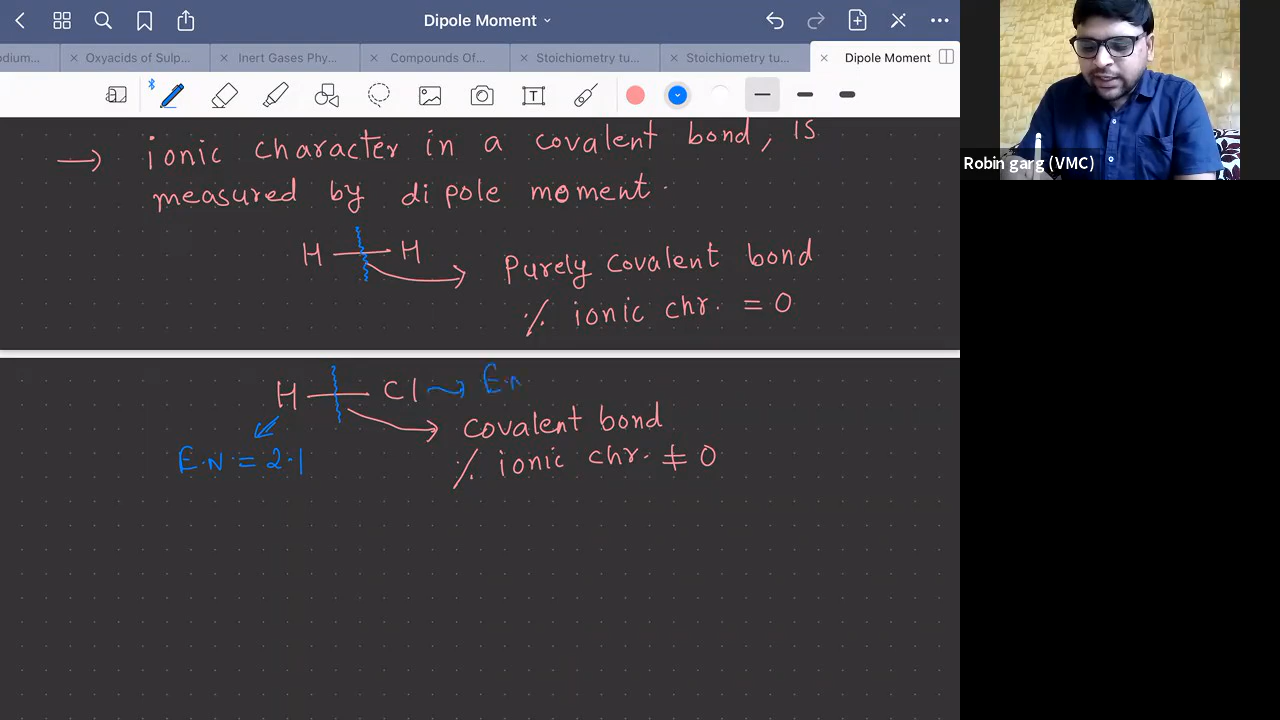 Dipole Moment
odium...
Oxyacids of Sulp...
Inert Gases Phy...
Compounds Of...
Stoichiometry tu...
Stoichiometry tu...
Dipole Moment
T
→ ionic character in a covalent bond, is
measured by dipole moment.
H — H
Purely covalent bond
% ionic chr. = 0
H — Cl → E.N
covalent bond
E.N = 2.1
% ionic chr. ≠ 0
Robin garg (VMC)